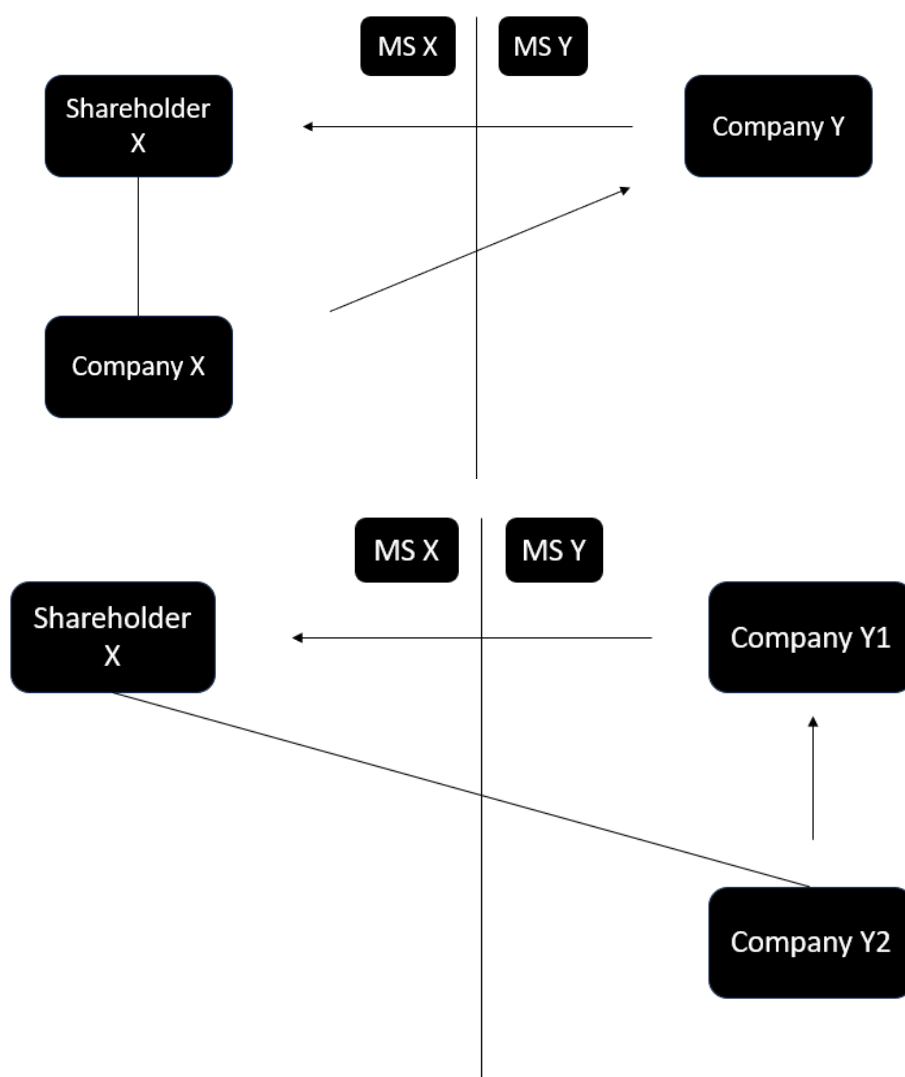 MS X
MS Y
Shareholder
X
Company Y
Company X
MS X
MS Y
Shareholder
X
Company Y1
Company Y2